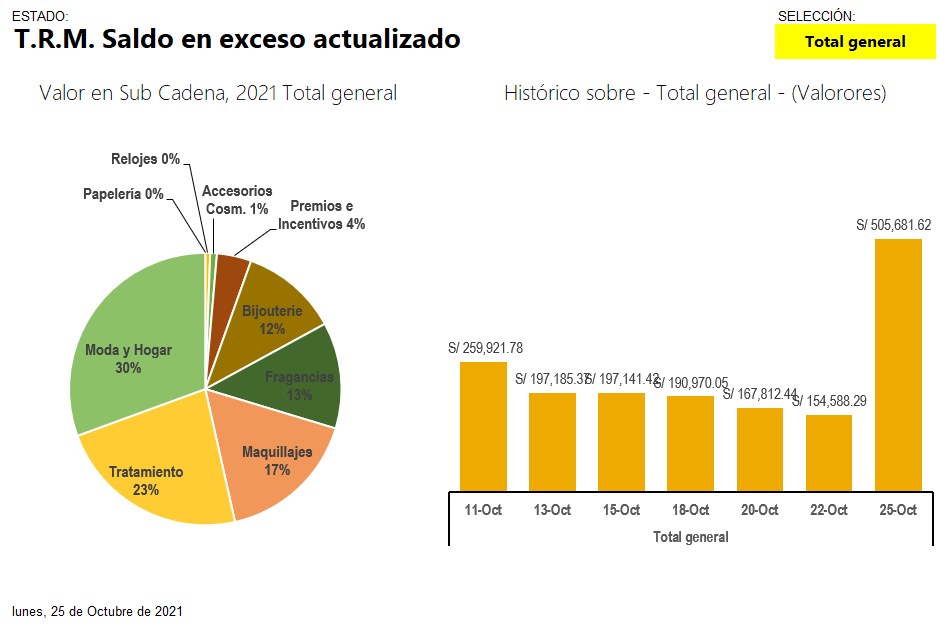 ESTADO:
T.R.M. Saldo en exceso actualizado
SELECCIÓN:
Total general
Valor en Sub Cadena, 2021 Total general
Relojes 0%
Papelería 0%
Accesorios
Cosm. 1%
Premios e
Incentivos 4%
Bijouterie
12%
Moda y Hogar
30%
Fragancias
13%
Maquillajes
17%
Tratamiento
23%
Histórico sobre - Total general - (Valorores)
S/ 505,681.62
S/ 259,921.78
S/ 197,185.37
S/ 197,141.42
S/ 190,970.05
S/ 167,812.44
S/ 154,588.29
11-Oct
13-Oct
15-Oct
18-Oct
20-Oct
22-Oct
25-Oct
Total general
lunes, 25 de Octubre de 2021